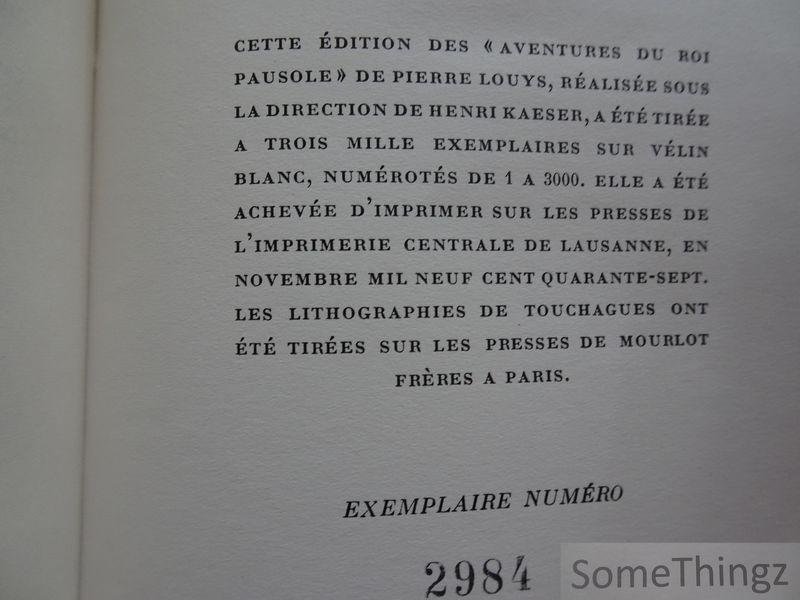 CETTE ÉDITION DES « AVENTURES DU ROI
PAUSOLE » DE PIERRE LOUYS, RÉALISÉE SOUS
LA DIRECTION DE HENRI KAESER, A ÉTÉ TIRÉE
A TROIS MILLE EXEMPLAIRES SUR VÉLIN
BLANC, NUMÉROTÉS DE 1 A 3000. ELLE A ÉTÉ
ACHEVÉE D'IMPRIMER SUR LES PRESSES DE
L'IMPRIMERIE CENTRALE DE LAUSANNE, EN
NOVEMBRE MIL NEUF CENT QUARANTE-SEPT.
LES LITHOGRAPHIES DE TOUCHAGUES ONT
ÉTÉ TIRÉES SUR LES PRESSES DE MOURLOT
FRÈRES A PARIS.
EXEMPLAIRE NUMÉRO
2984
SomeThingz